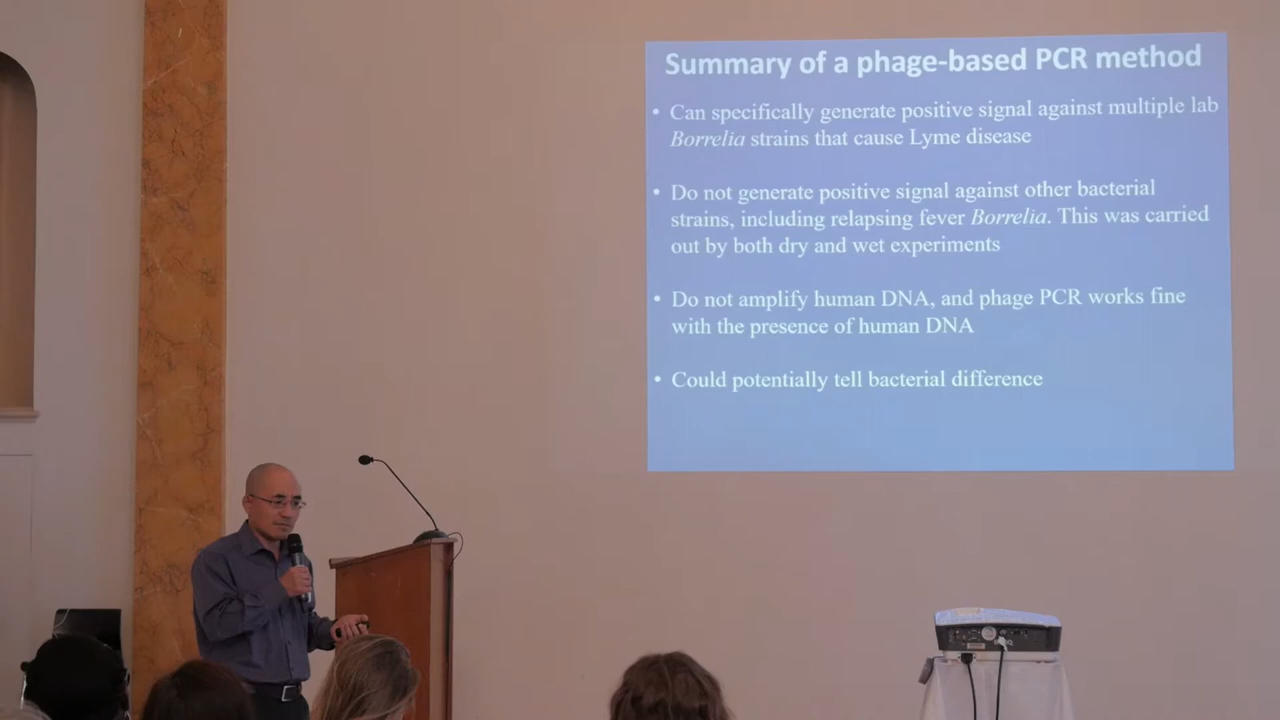 Summary of a phage-based PCR method
• Can specifically generate positive signal against multiple lab
Borrelia strains that cause Lyme disease
• Do not generate positive signal against other bacterial
strains, including relapsing fever Borrelia. This was carried
out by both dry and wet experiments
• Do not amplify human DNA, and phage PCR works fine
with the presence of human DNA
• Could potentially tell bacterial difference